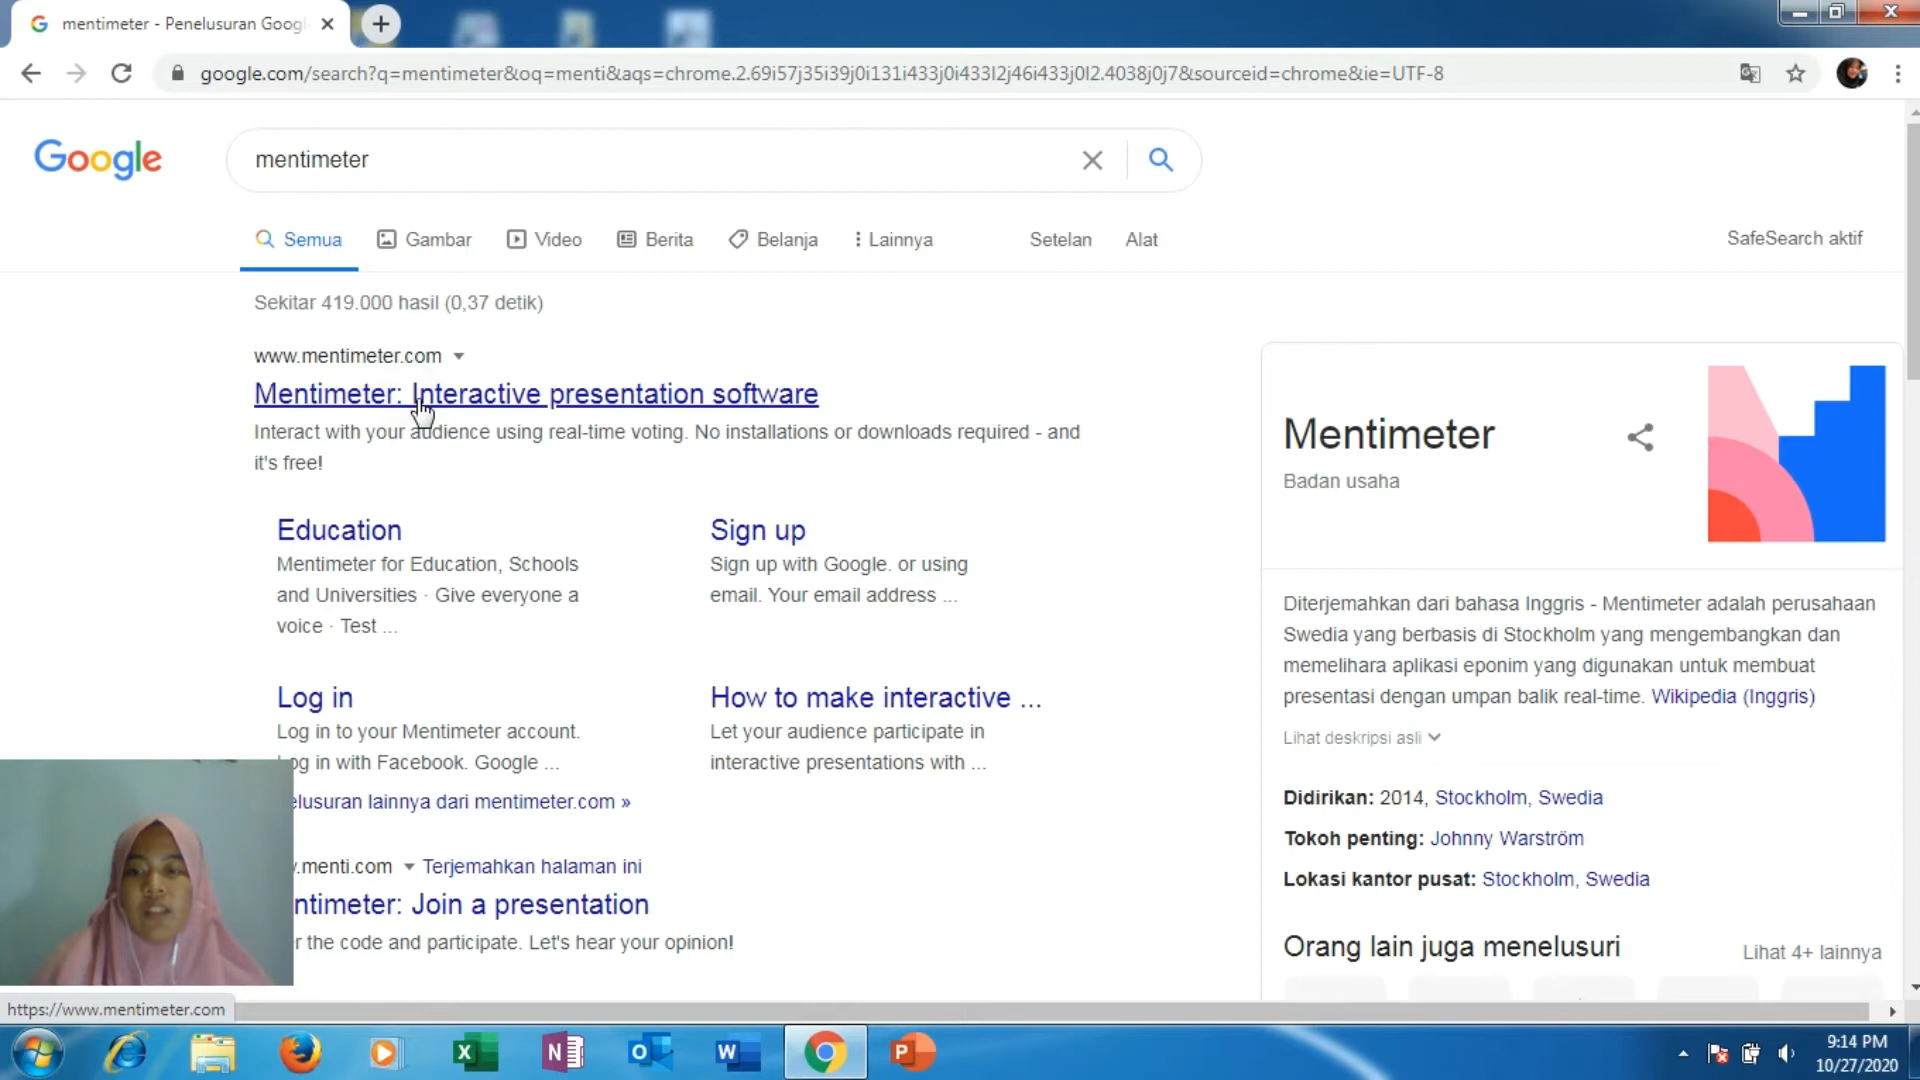 mentimeter - Penelusuran Googl
google.com/search?q=mentimeter&oq=menti&aqs=chrome.2.69i57j35i39j0i131i433j0i433l2j46i433j0l2.4038j0j7&sourceid=chrome&ie=UTF-8
Google
mentimeter
Semua
Gambar
Video
Berita
Belanja
Lainnya
Setelan
Alat
SafeSearch aktif
Sekitar 419.000 hasil (0,37 detik)
www.mentimeter.com
Mentimeter: Interactive presentation software
Interact with your audience using real-time voting. No installations or downloads required - and
it's free!
Education
Mentimeter for Education, Schools
and Universities · Give everyone a
voice · Test ...
Sign up
Sign up with Google. or using
email. Your email address ...
Log in
Log in to your Mentimeter account.
og in with Facebook. Google ...
How to make interactive ...
Let your audience participate in
interactive presentations with ...
elusuran lainnya dari mentimeter.com »
.menti.com
Terjemahkan halaman ini
ntimeter: Join a presentation
r the code and participate. Let's hear your opinion!
Mentimeter
Badan usaha
Diterjemahkan dari bahasa Inggris - Mentimeter adalah perusahaan
Swedia yang berbasis di Stockholm yang mengembangkan dan
memelihara aplikasi eponim yang digunakan untuk membuat
presentasi dengan umpan balik real-time. Wikipedia (Inggris)
Lihat deskripsi asli
Didirikan: 2014, Stockholm, Swedia
Tokoh penting: Johnny Warström
Lokasi kantor pusat: Stockholm, Swedia
Orang lain juga menelusuri
Lihat 4+ lainnya
https://www.mentimeter.com
9:14 PM
10/27/2020